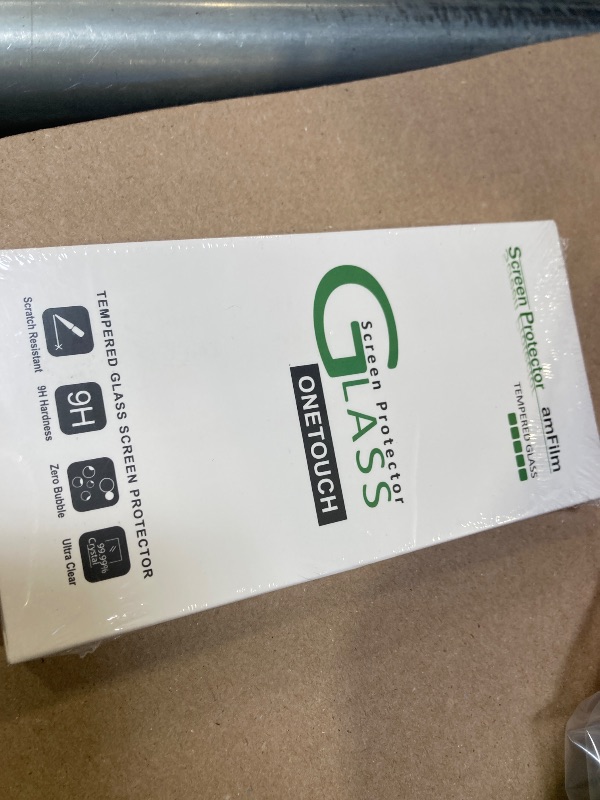 Screen Protector amFilm
TEMPERED GLASS
Screen Protector
GLASS
ONETOUCH
TEMPERED GLASS SCREEN PROTECTOR
9H
99.99%
Crystal
Scratch Resistant
9H Hardness
Zero Bubble
Ultra Clear